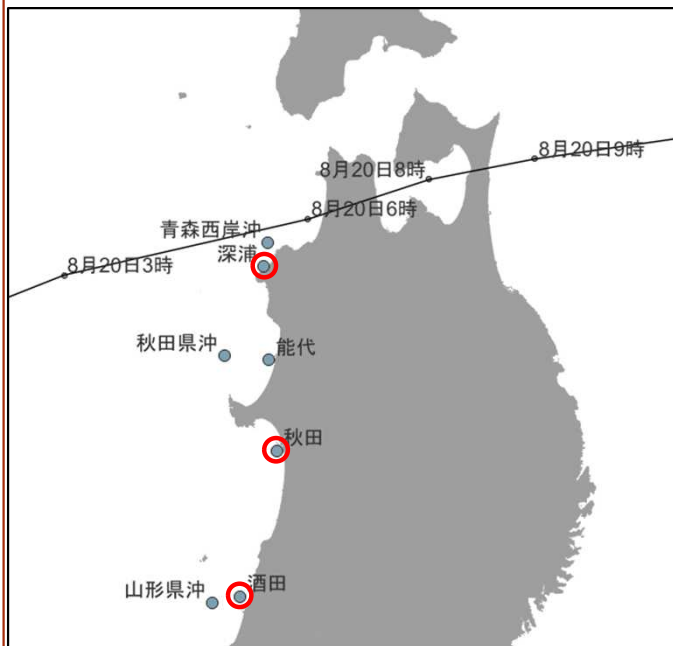 8月20日9時
8月20日8時
8月20日6時
青森西岸沖
深浦
8月20日3時
秋田県沖
能代
秋田
酒田
山形県沖